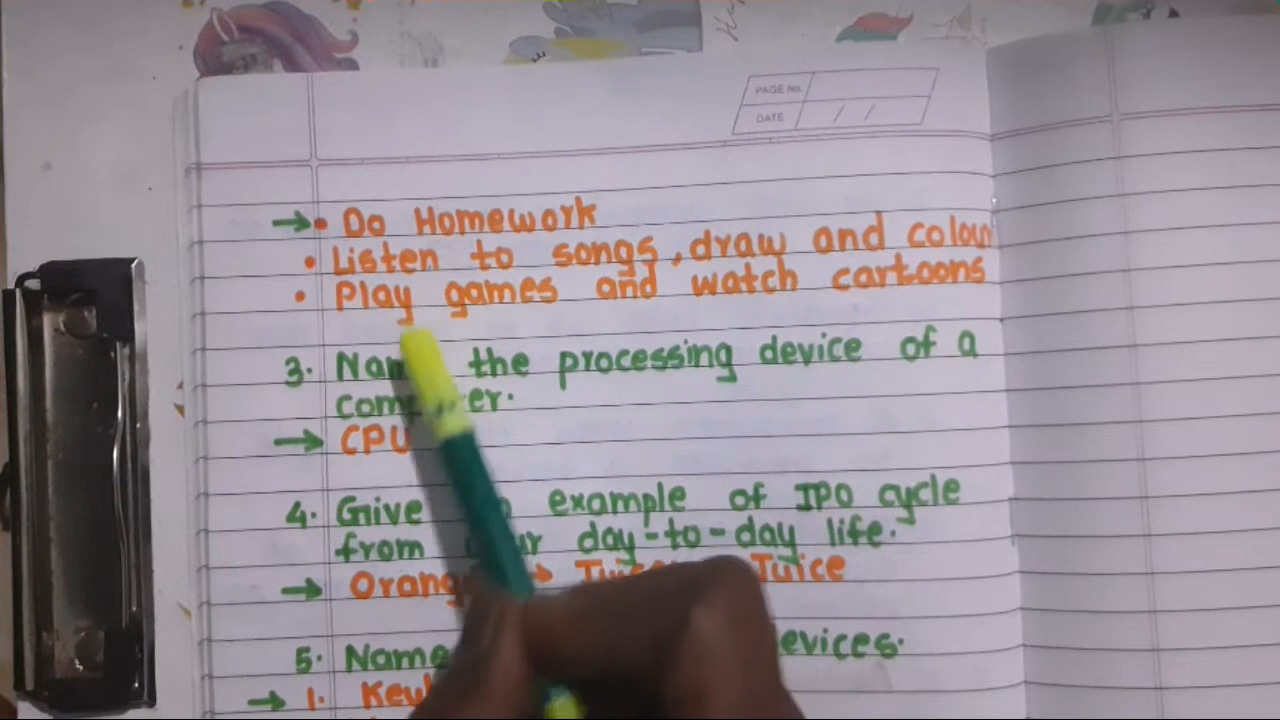 PAGE No.
DATE / /
→ • Do Homework
• Listen to songs, draw and colour
• Play games and watch cartoons
3. Name the processing device of a
computer.
→ CPU
4. Give example of IPO cycle
from our day-to-day life.
→ Orange → Juice
5. Name devices.
→ 1.